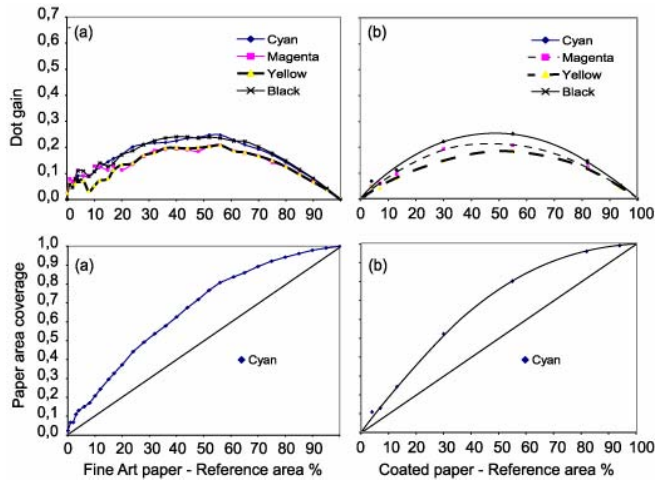 (a)
Cyan
Magenta
Yellow
Black
Dot gain
0,7
0,6
0,5
0,4
0,3
0,2
0,1
0,0
0 10 20 30 40 50 60 70 80 90
(b)
Cyan
Magenta
Yellow
Black
0 10 20 30 40 50 60 70 80 90 100
(a)
Paper area coverage
1,0
0,9
0,8
0,7
0,6
0,5
0,4
0,3
0,2
0,1
0,0
Cyan
0 10 20 30 40 50 60 70 80 90
Fine Art paper - Reference area %
(b)
Cyan
0 10 20 30 40 50 60 70 80 90 100
Coated paper - Reference area %